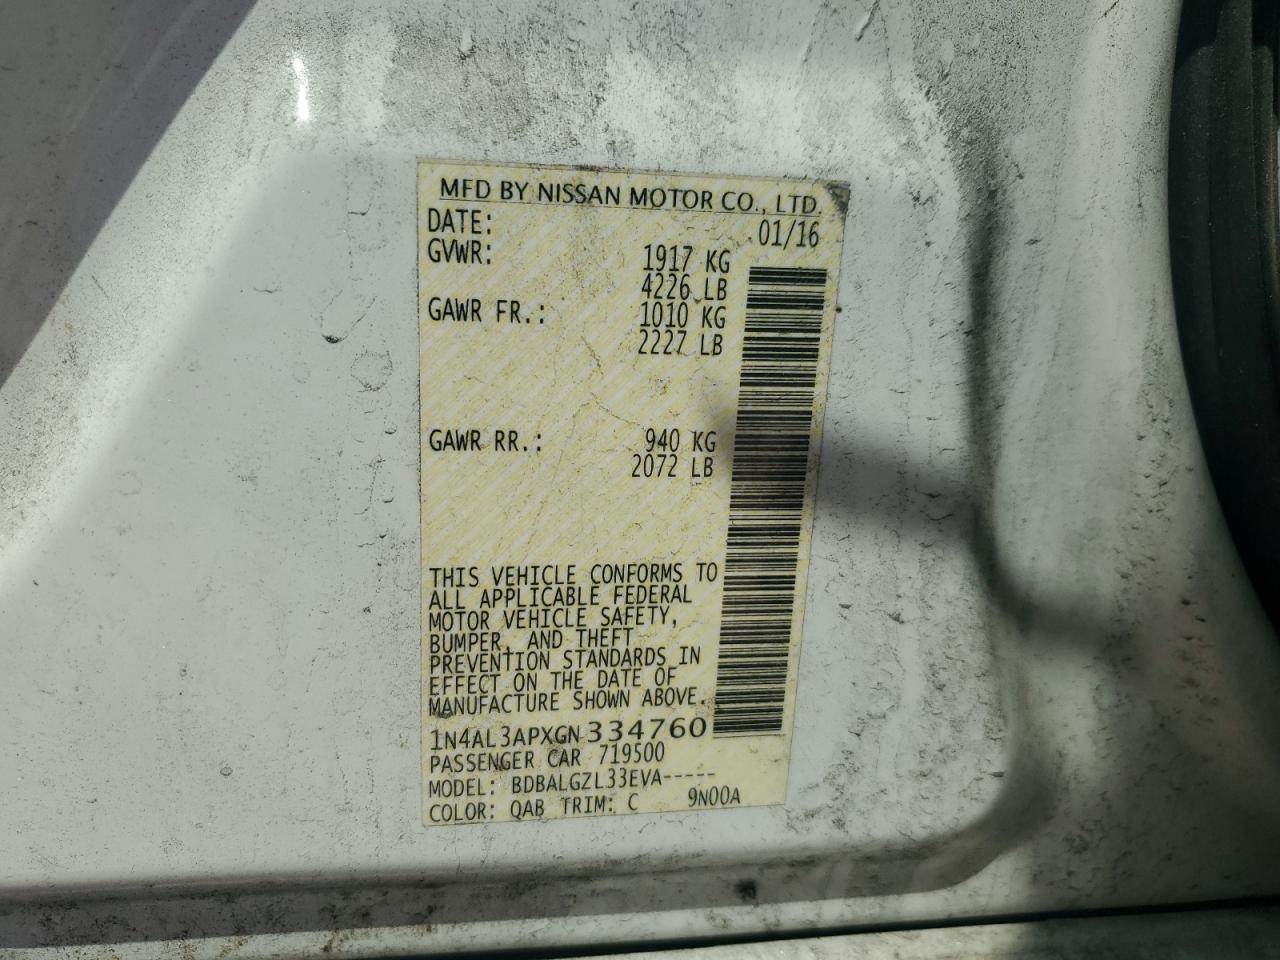 MFD BY NISSAN MOTOR CO., LTD.
DATE: 01/16
GVWR: 1917 KG
4226 LB
GAWR FR.: 1010 KG
2227 LB
GAWR RR.: 940 KG
2072 LB
THIS VEHICLE CONFORMS TO
ALL APPLICABLE FEDERAL
MOTOR VEHICLE SAFETY,
BUMPER, AND THEFT
PREVENTION STANDARDS IN
EFFECT ON THE DATE OF
MANUFACTURE SHOWN ABOVE.
1N4AL3APXGN334760
PASSENGER CAR 719500
MODEL: BDBALGZL33EVA-----
COLOR: QAB TRIM: C 9N00A